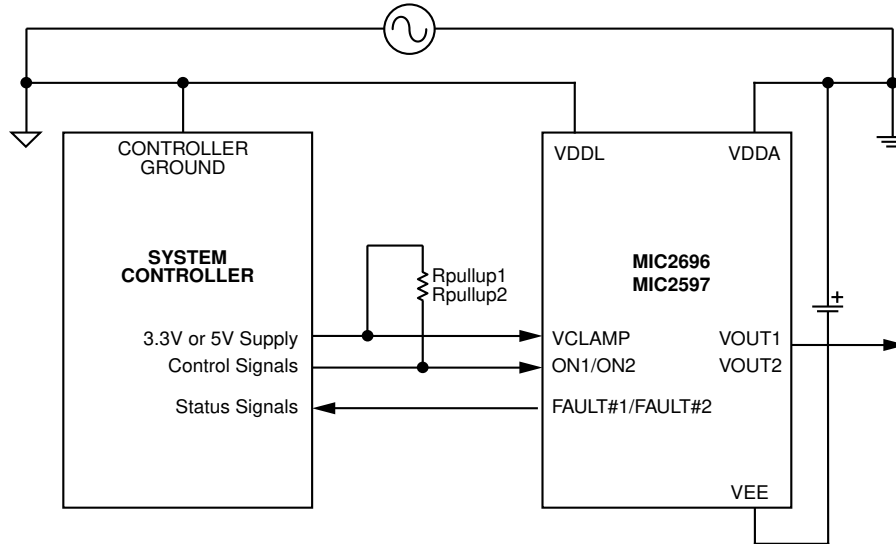 CONTROLLER
GROUND
VDDL
VDDA
SYSTEM
CONTROLLER
Rpullup1
Rpullup2
MIC2696
MIC2597
+
3.3V or 5V Supply
VCLAMP
VOUT1
Control Signals
ON1/ON2
VOUT2
Status Signals
FAULT#1/FAULT#2
VEE